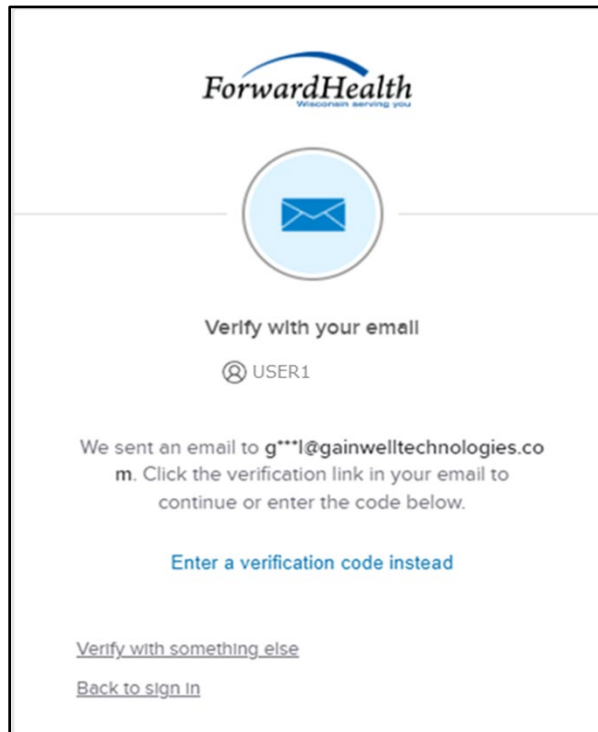 ForwardHealth
Wisconsin serving you
Verify with your email
USER1
We sent an email to g***l@gainwelltechnologies.co
m. Click the verification link in your email to
continue or enter the code below.
Enter a verification code instead
Verify with something else
Back to sign in